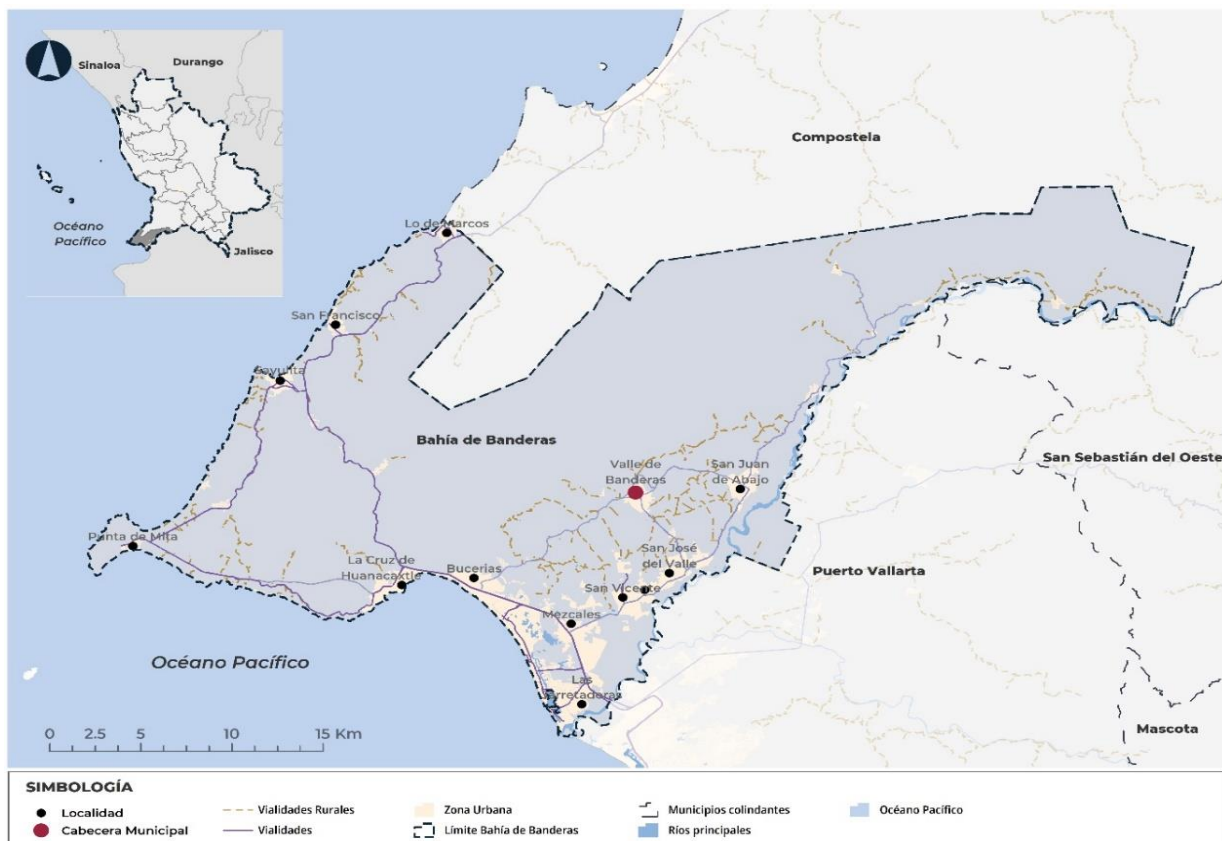 Sinaloa
Durango
Océano
Pacífico
Jalisco
Compostela
Lo de Marcos
San Francisco
Sayulita
Bahía de Banderas
San Sebastián del Oeste
Valle de
Banderas
San Juan
de Abajo
Punta de Mita
La Cruz de
Huanacaxtle
Bucerias
San José
del Valle
San Vicente
Puerto Vallarta
Mezcales
Océano Pacífico
Las
Jarretaderas
Mascota
0 2.5 5 10 15 Km
SIMBOLOGÍA
Localidad
Cabecera Municipal
Vialidades Rurales
Vialidades
Zona Urbana
Límite Bahía de Banderas
Municipios colindantes
Ríos principales
Océano Pacífico